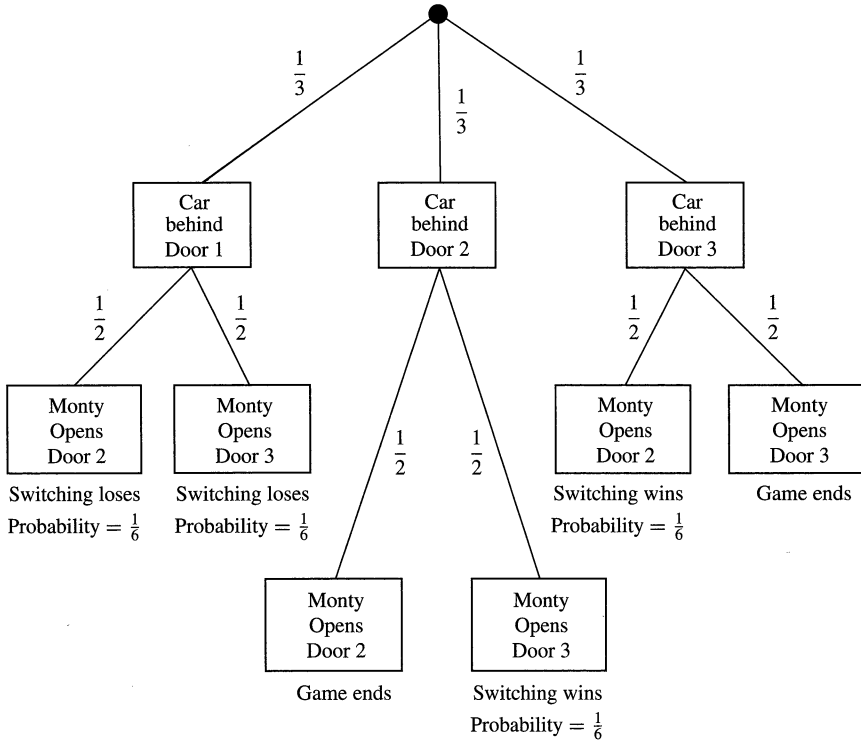 1/3
1/3
1/3
Car
behind
Door 1
Car
behind
Door 2
Car
behind
Door 3
1/2
1/2
1/2
1/2
Monty
Opens
Door 2
Monty
Opens
Door 3
Monty
Opens
Door 2
Monty
Opens
Door 3
Switching loses
Probability = 1/6
Switching loses
Probability = 1/6
Switching wins
Probability = 1/6
Game ends
1/2
1/2
Monty
Opens
Door 2
Monty
Opens
Door 3
Game ends
Switching wins
Probability = 1/6